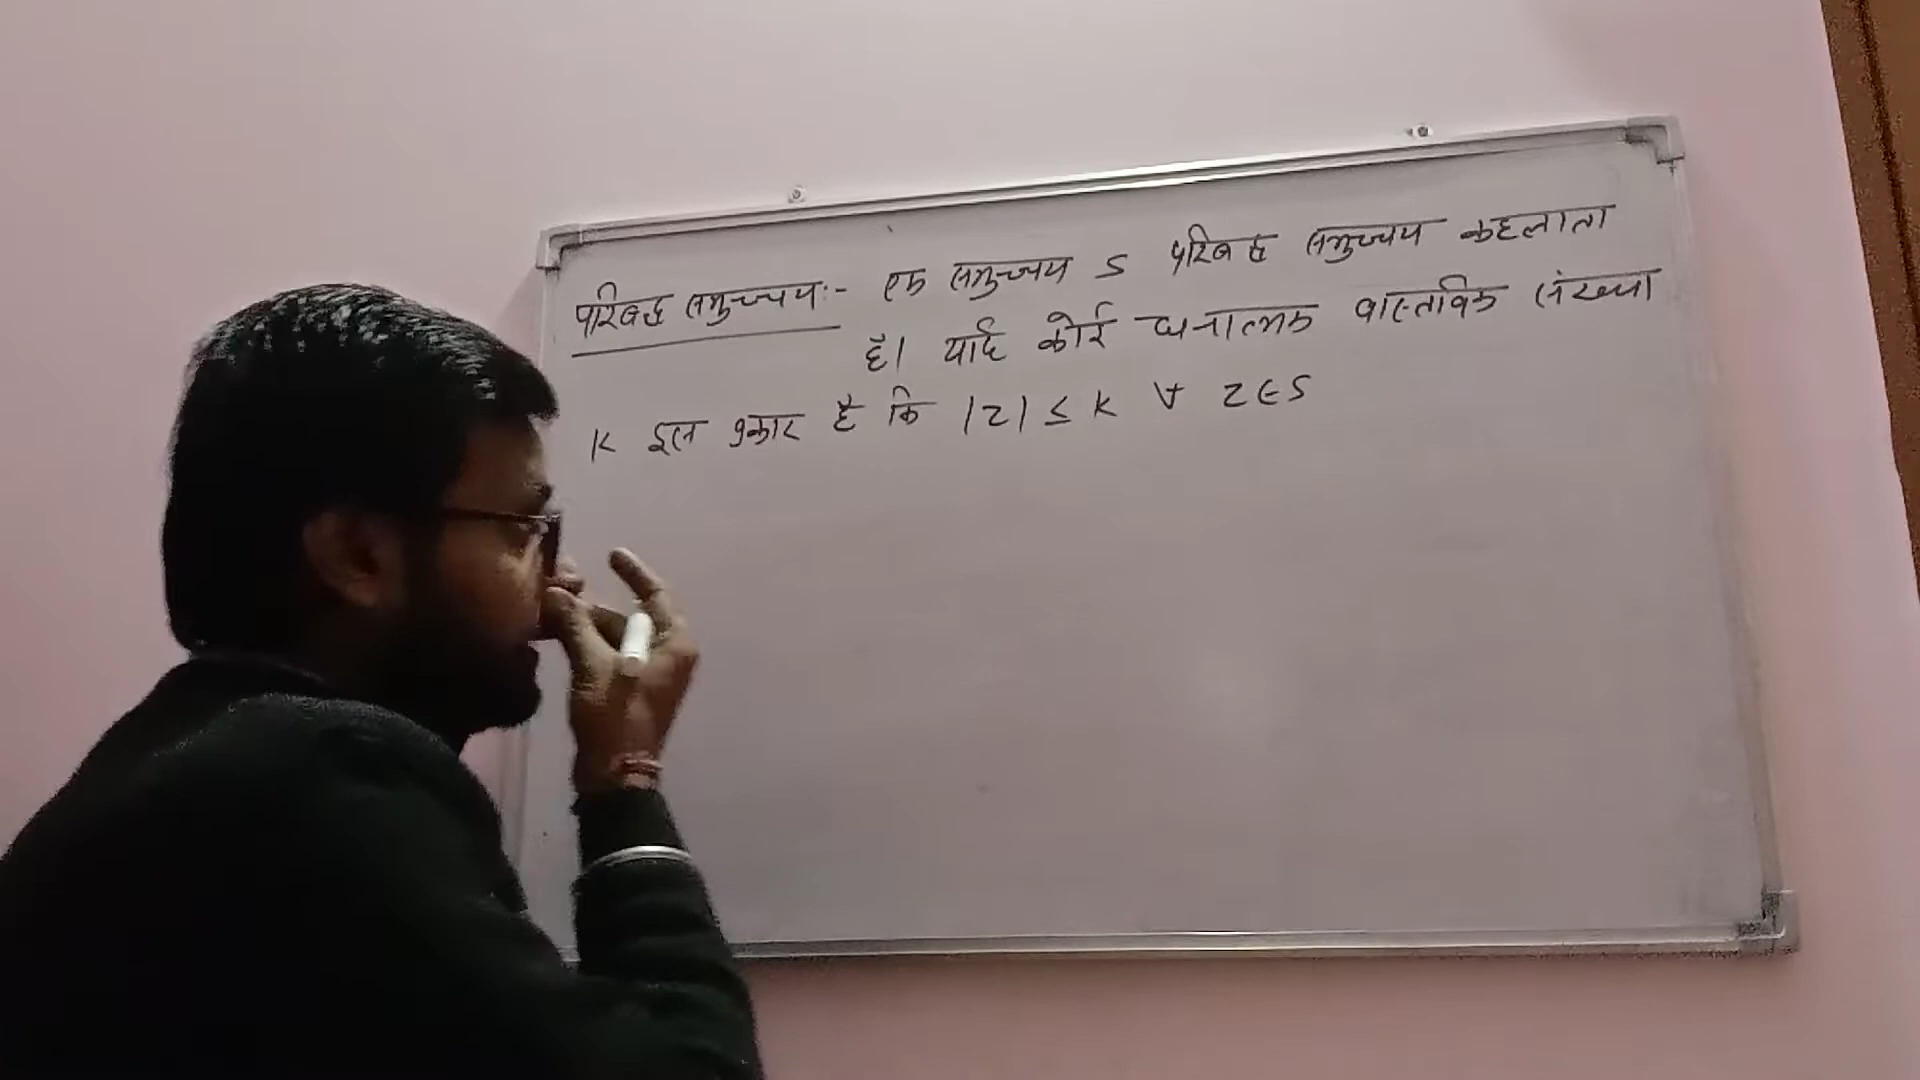 परिबद्ध समुच्चय:- एक समुच्चय S परिबद्ध समुच्चय कहलाता
है। यदि कोई धनात्मक वास्तविक संख्या
K इस प्रकार है कि |z| ≤ K ∀ z∈S